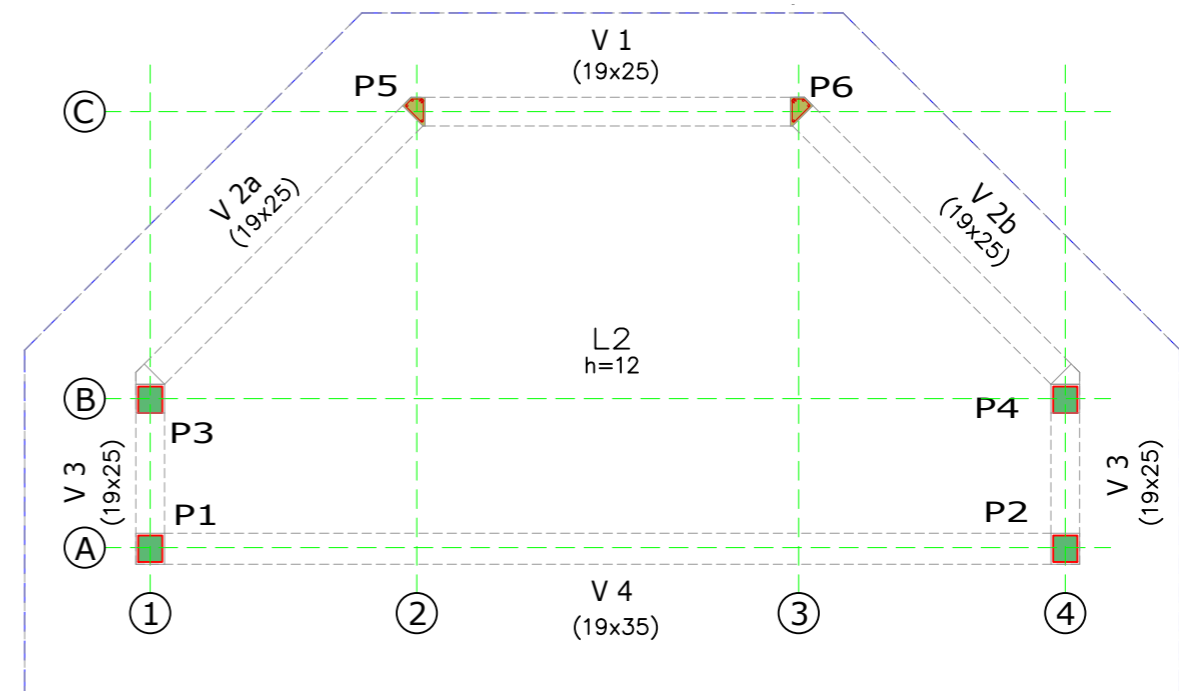 V 1
(19x25)
P5
P6
C
V 2a
(19x25)
V 2b
(19x25)
L2
h=12
B
P3
P4
V 3
(19x25)
V 3
(19x25)
P1
P2
A
V 4
(19x35)
1
2
3
4